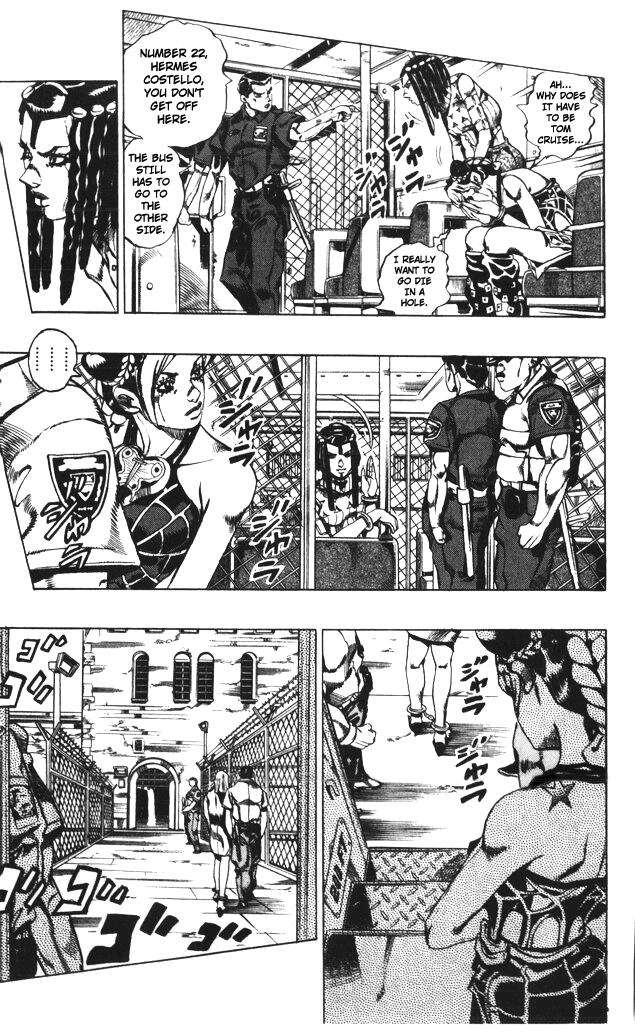 NUMBER 22,
HERMES
COSTELLO,
YOU DON'T
GET OFF
HERE.
THE BUS
STILL
HAS TO
GO TO
THE
OTHER
SIDE.
AH...
WHY DOES
IT HAVE
TO BE
TOM
CRUISE...
I REALLY
WANT TO
GO DIE
IN A
HOLE.
ジャラ
ジャラ
......
ジャラ
ジャラ
ジャラ
ジャラ
ジャラ
ゴゴ
ゴゴゴゴ